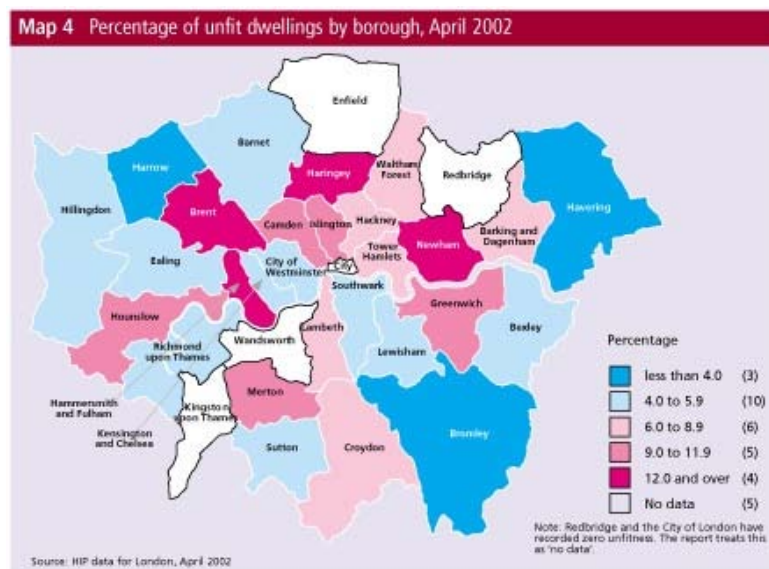 Map 4 Percentage of unfit dwellings by borough, April 2002
Enfield
Barnet
Harrow
Haringey
Waltham
Forest
Redbridge
Havering
Hillingdon
Brent
Camden
Islington
Hackney
Barking and
Dagenham
Ealing
City of
Westminster
City
Tower
Hamlets
Newham
Southwark
Hounslow
Greenwich
Bexley
Richmond
upon Thames
Wandsworth
Lambeth
Lewisham
Hammersmith
and Fulham
Kingston
upon Thames
Merton
Kensington
and Chelsea
Sutton
Croydon
Bromley
Percentage
less than 4.0 (3)
4.0 to 5.9 (10)
6.0 to 8.9 (6)
9.0 to 11.9 (5)
12.0 and over (4)
No data (5)
Note: Redbridge and the City of London have
recorded zero unfitness. The report treats this
as 'no data'.
Source: HIP data for London, April 2002